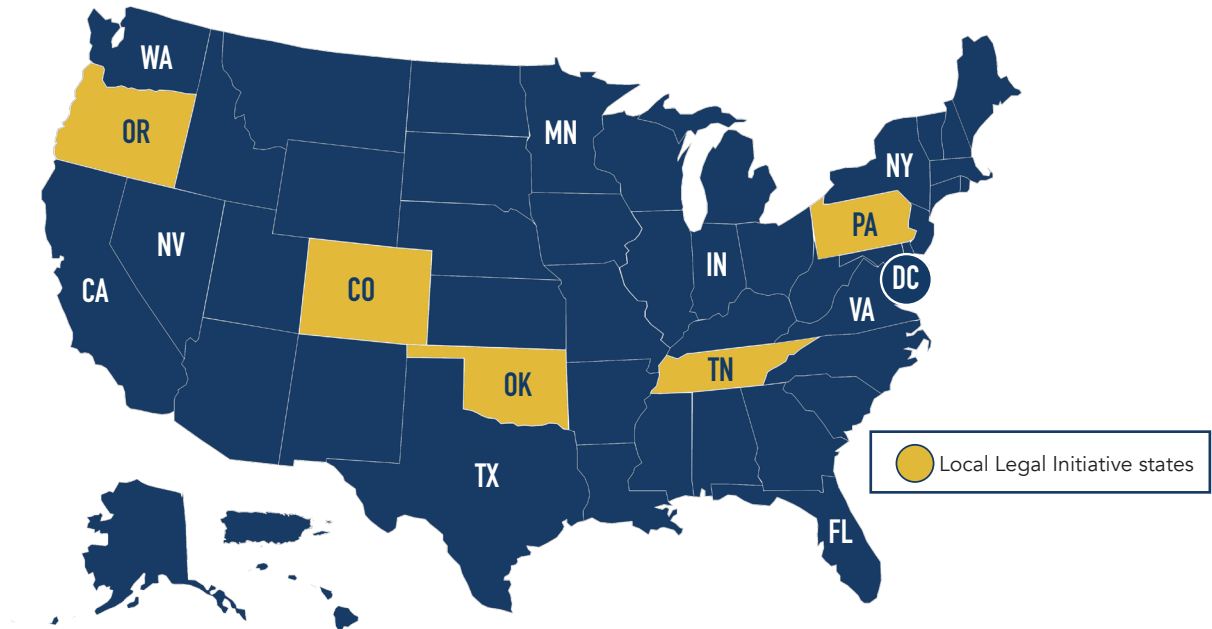 WA
OR
MN
NY
PA
NV
IN
DC
CA
CO
VA
TN
OK
Local Legal Initiative states
TX
FL